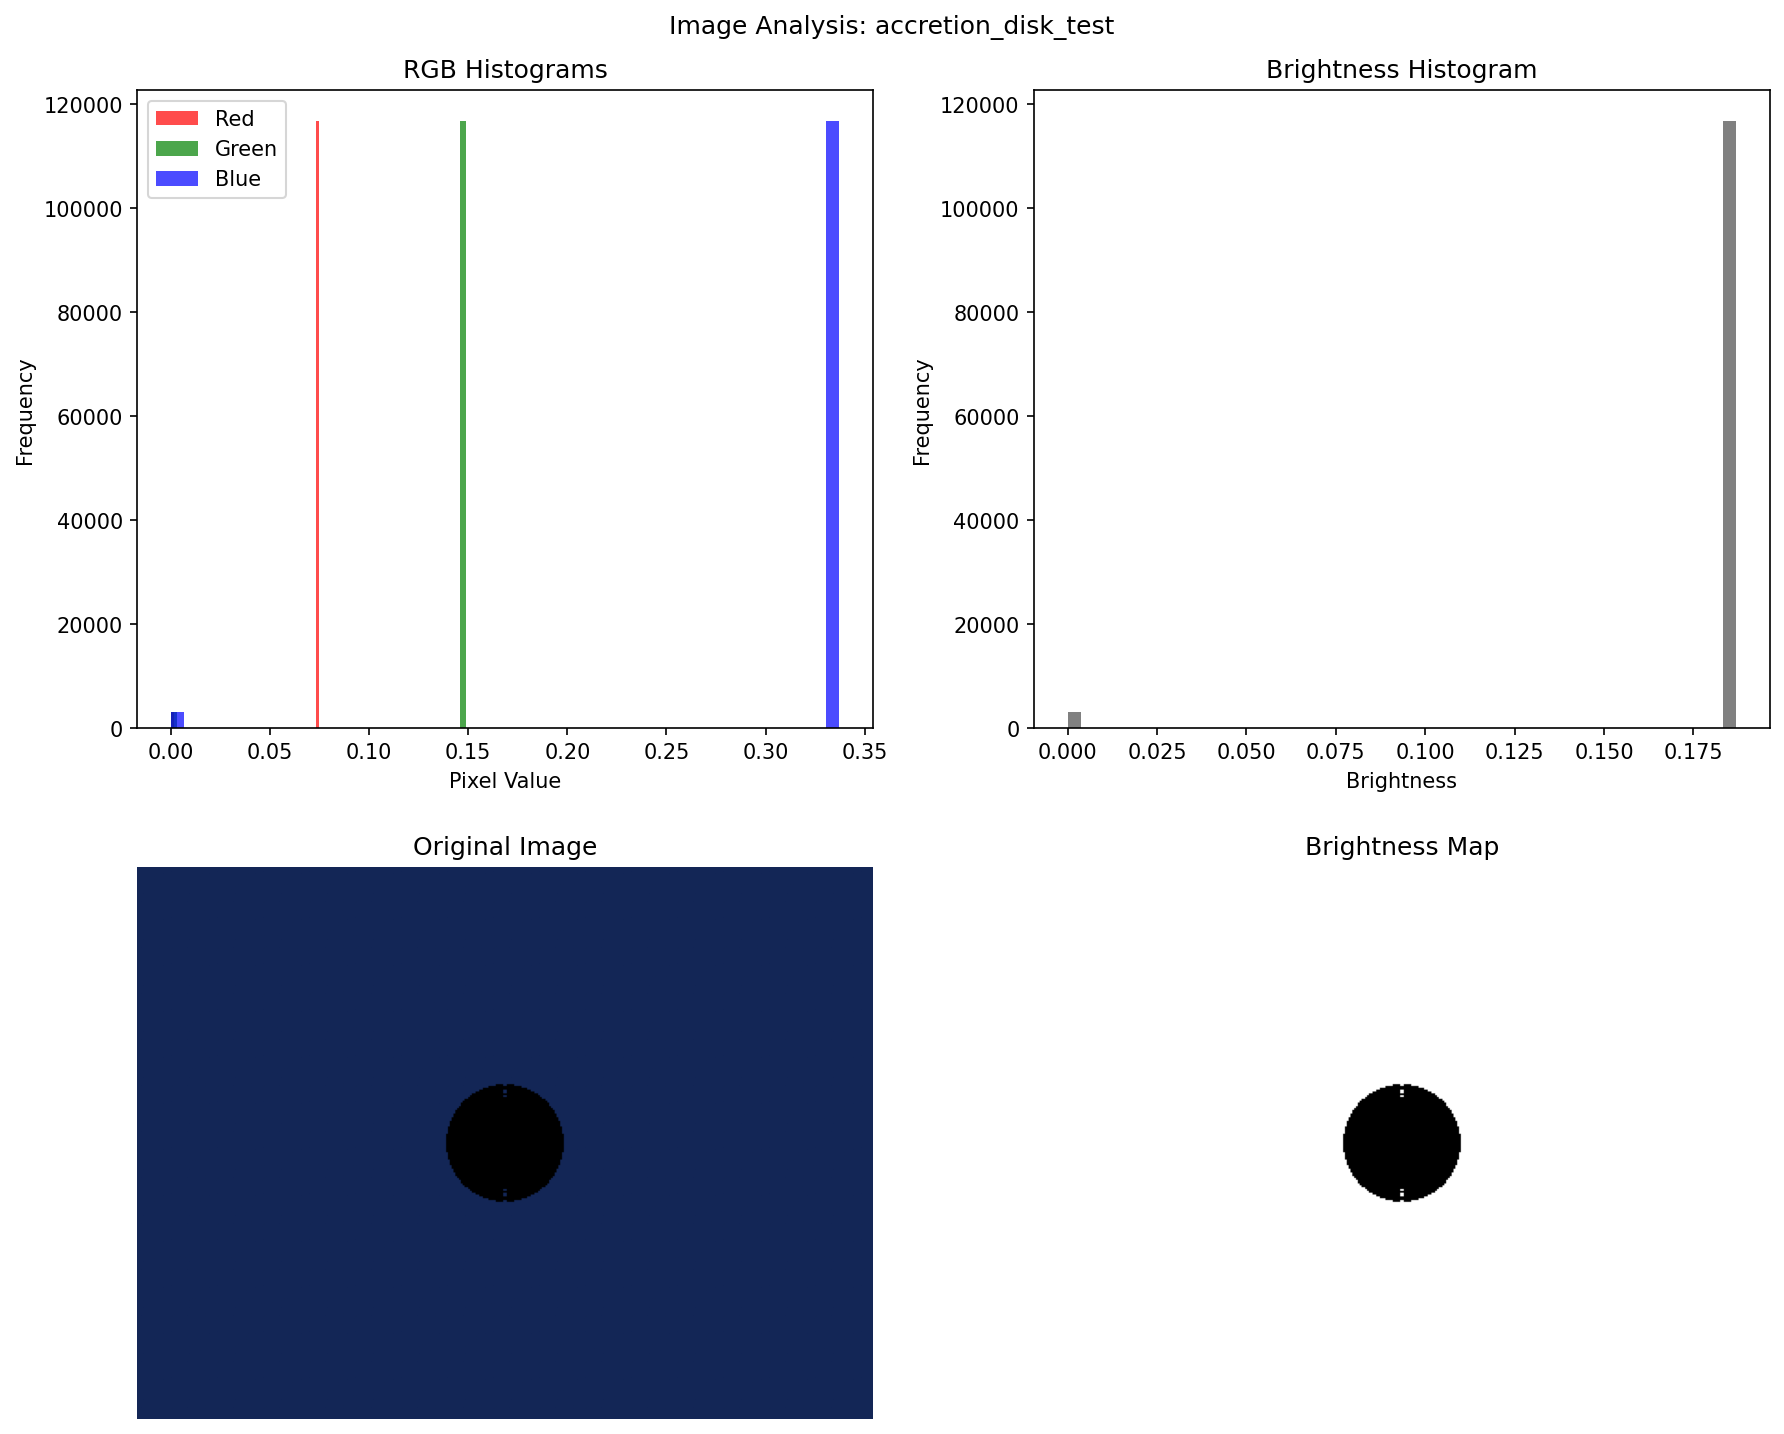 Image Analysis: accretion_disk_test
RGB Histograms
120000
100000
80000
60000
40000
20000
0
Frequency
Red
Green
Blue
0.00 0.05 0.10 0.15 0.20 0.25 0.30 0.35
Pixel Value
Brightness Histogram
120000
100000
80000
60000
40000
20000
0
Frequency
0.000 0.025 0.050 0.075 0.100 0.125 0.150 0.175
Brightness
Original Image
Brightness Map